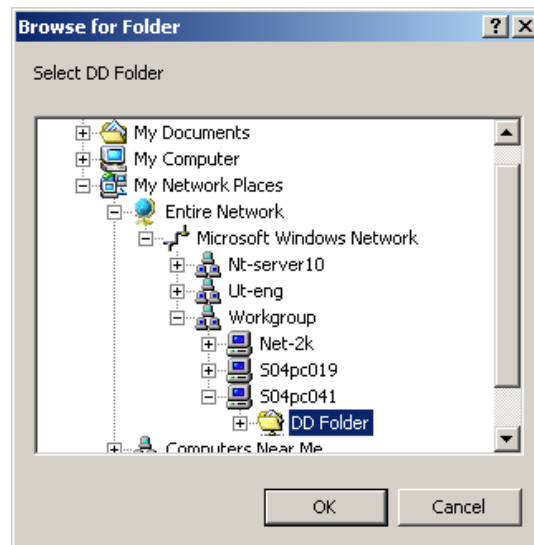 Browse for Folder
Select DD Folder
My Documents
My Computer
My Network Places
Entire Network
Microsoft Windows Network
Nt-server10
Ut-eng
Workgroup
Net-2k
S04pc019
S04pc041
DD Folder
Computers Near Me
OK Cancel